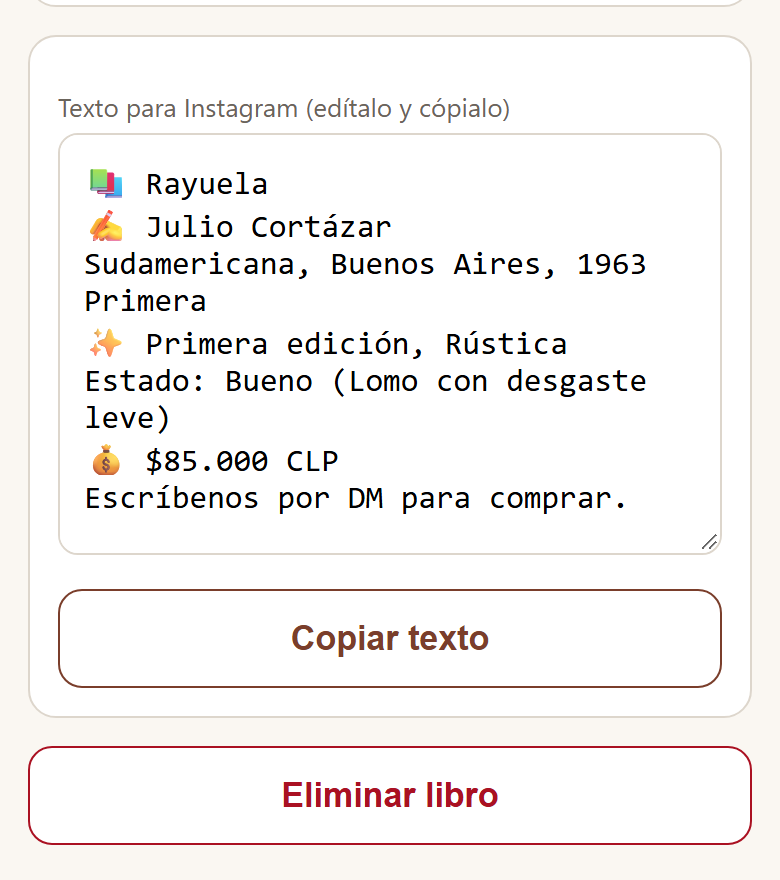 Texto para Instagram (edítalo y cópialo)
📚 Rayuela
✍️ Julio Cortázar
Sudamericana, Buenos Aires, 1963
Primera
✨ Primera edición, Rústica
Estado: Bueno (Lomo con desgaste
leve)
💰 $85.000 CLP
Escríbenos por DM para comprar.
Copiar texto
Eliminar libro